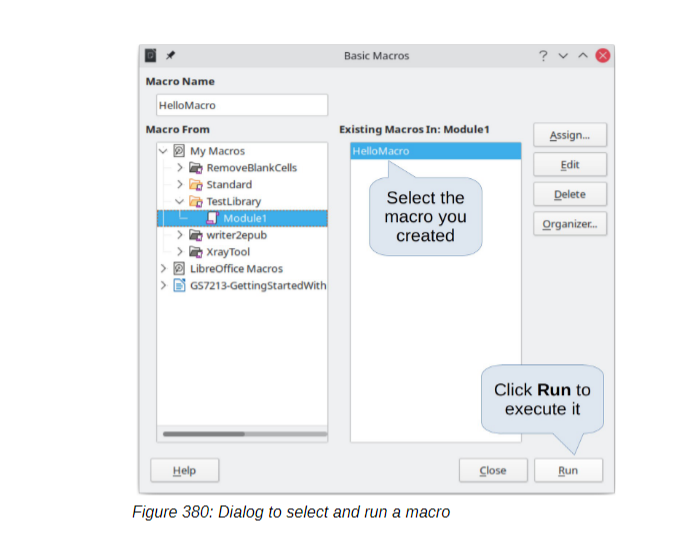 Basic Macros
?
Macro Name
HelloMacro
Macro From
Existing Macros In: Module1
My Macros
RemoveBlankCells
Standard
TestLibrary
Module1
writer2epub
XrayTool
LibreOffice Macros
GS7213-GettingStartedWith
HelloMacro
Select the
macro you
created
Assign...
Edit
Delete
Organizer...
Click Run to
execute it
Help
Close
Run
Figure 380: Dialog to select and run a macro